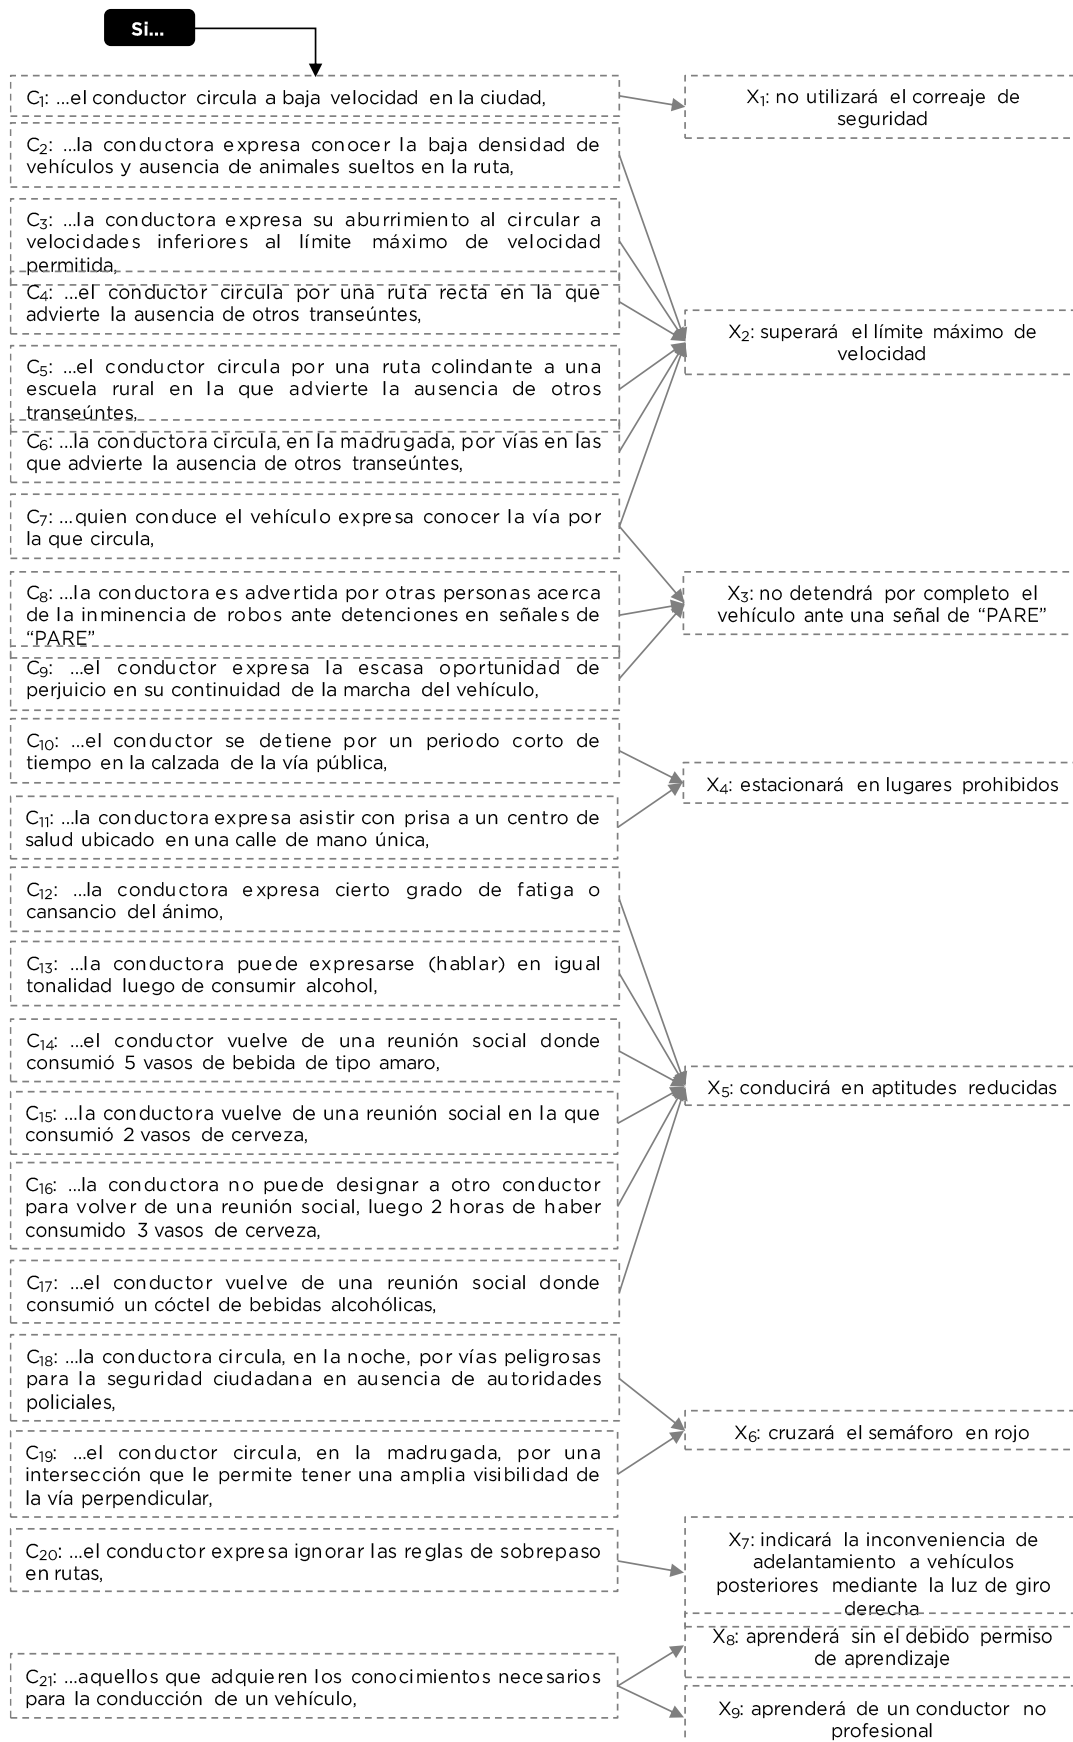 Si...
C₁: ...el conductor circula a baja velocidad en la ciudad,
X₁: no utilizará el correaje de
seguridad
C₂: ...la conductora expresa conocer la baja densidad de
vehículos y ausencia de animales sueltos en la ruta,
C₃: ...la conductora expresa su aburrimiento al circular a
velocidades inferiores al límite máximo de velocidad
permitida,
C₄: ...el conductor circula por una ruta recta en la que
advierte la ausencia de otros transeúntes,
X₂: superará el límite máximo de
velocidad
C₅: ...el conductor circula por una ruta colindante a una
escuela rural en la que advierte la ausencia de otros
transeúntes,
C₆: ...la conductora circula, en la madrugada, por vías en las
que advierte la ausencia de otros transeúntes,
C₇: ...quien conduce el vehículo expresa conocer la vía por
la que circula,
C₈: ...la conductora es advertida por otras personas acerca
de la inminencia de robos ante detenciones en señales de
“PARE”
X₃: no detendrá por completo el
vehículo ante una señal de “PARE”
C₉: ...el conductor expresa la escasa oportunidad de
perjuicio en su continuidad de la marcha del vehículo,
C₁₀: ...el conductor se detiene por un periodo corto de
tiempo en la calzada de la vía pública,
X₄: estacionará en lugares prohibidos
C₁₁: ...la conductora expresa asistir con prisa a un centro de
salud ubicado en una calle de mano única,
C₁₂: ...la conductora expresa cierto grado de fatiga o
cansancio del ánimo,
C₁₃: ...la conductora puede expresarse (hablar) en igual
tonalidad luego de consumir alcohol,
C₁₄: ...el conductor vuelve de una reunión social donde
consumió 5 vasos de bebida de tipo amaro,
X₅: conducirá en aptitudes reducidas
C₁₅: ...la conductora vuelve de una reunión social en la que
consumió 2 vasos de cerveza,
C₁₆: ...la conductora no puede designar a otro conductor
para volver de una reunión social, luego 2 horas de haber
consumido 3 vasos de cerveza,
C₁₇: ...el conductor vuelve de una reunión social donde
consumió un cóctel de bebidas alcohólicas,
C₁₈: ...la conductora circula, en la noche, por vías peligrosas
para la seguridad ciudadana en ausencia de autoridades
policiales,
X₆: cruzará el semáforo en rojo
C₁₉: ...el conductor circula, en la madrugada, por una
intersección que le permite tener una amplia visibilidad de
la vía perpendicular,
C₂₀: ...el conductor expresa ignorar las reglas de sobrepaso
en rutas,
X₇: indicará la inconveniencia de
adelantamiento a vehículos
posteriores mediante la luz de giro
derecha
X₈: aprenderá sin el debido permiso
de aprendizaje
C₂₁: ...aquellos que adquieren los conocimientos necesarios
para la conducción de un vehículo,
X₉: aprenderá de un conductor no
profesional